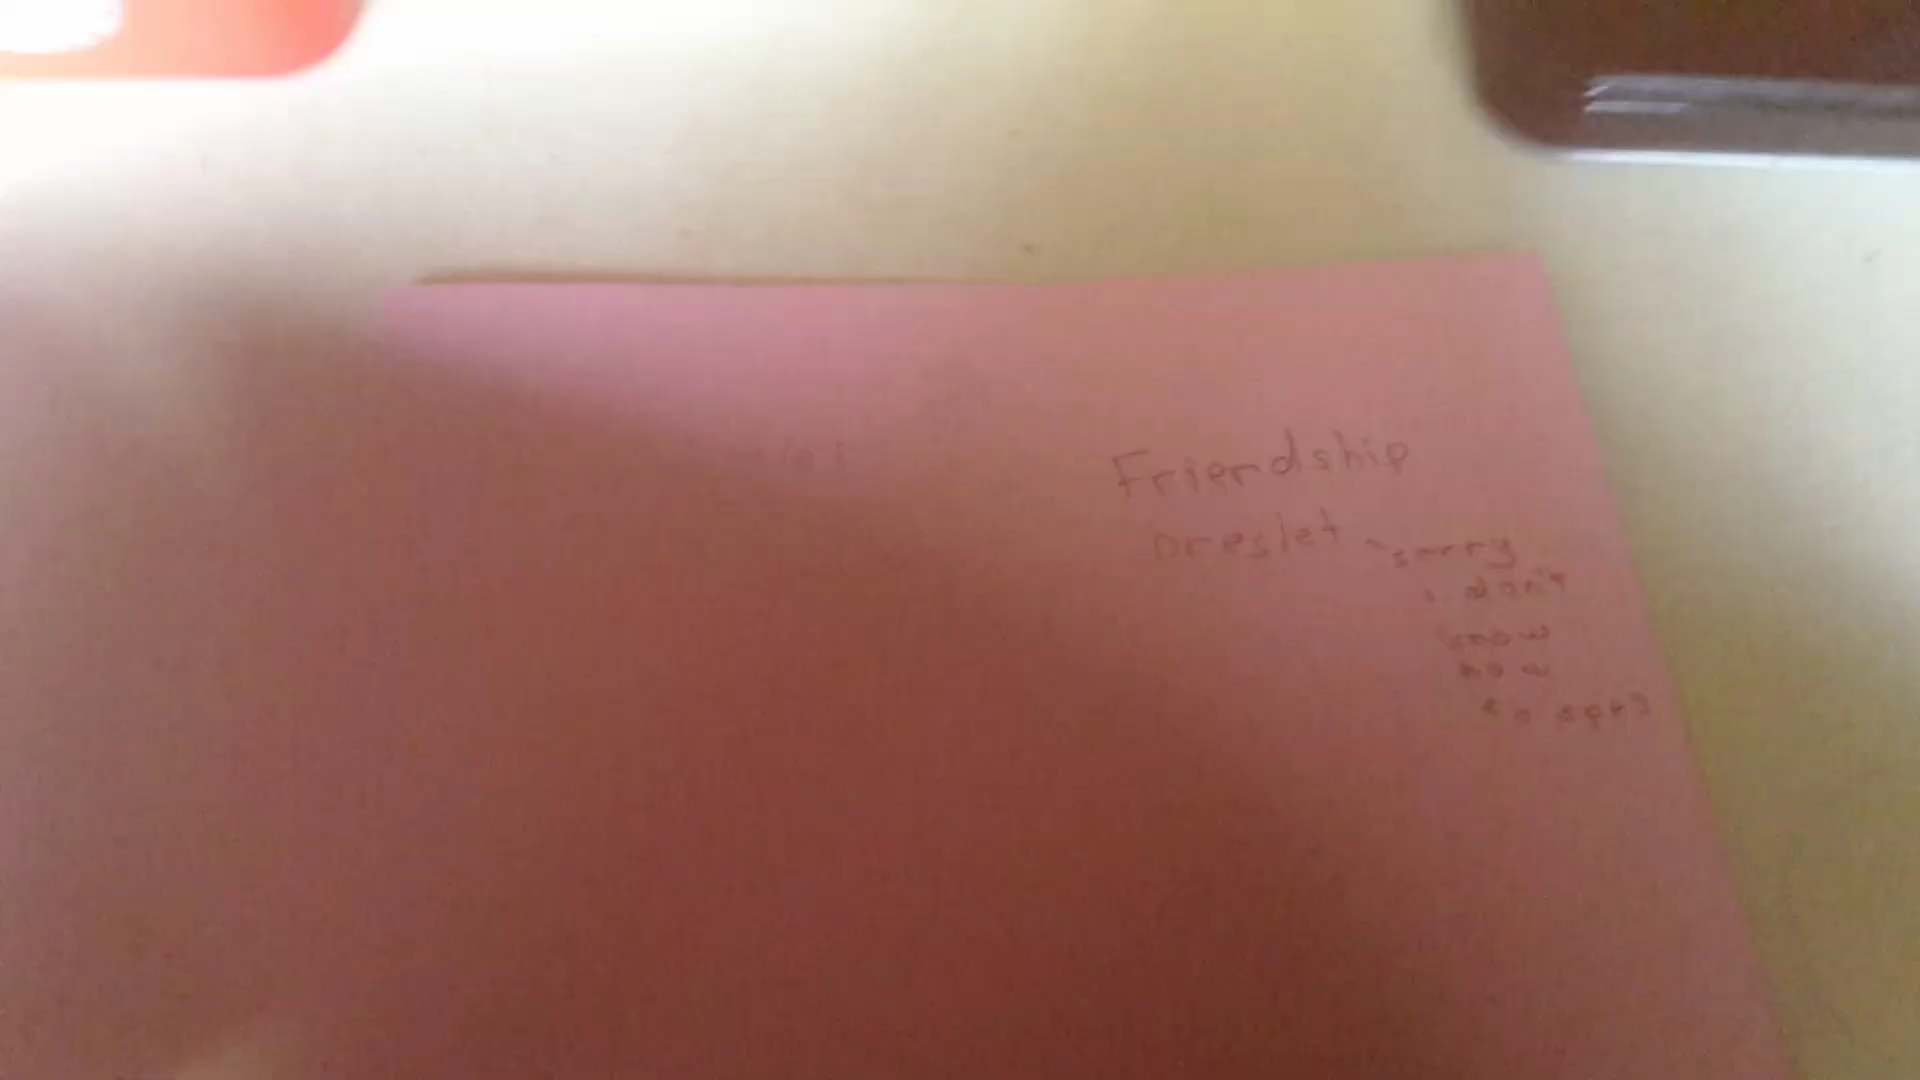 Friendship
breslet - sorry
i don't
know
how
to spell